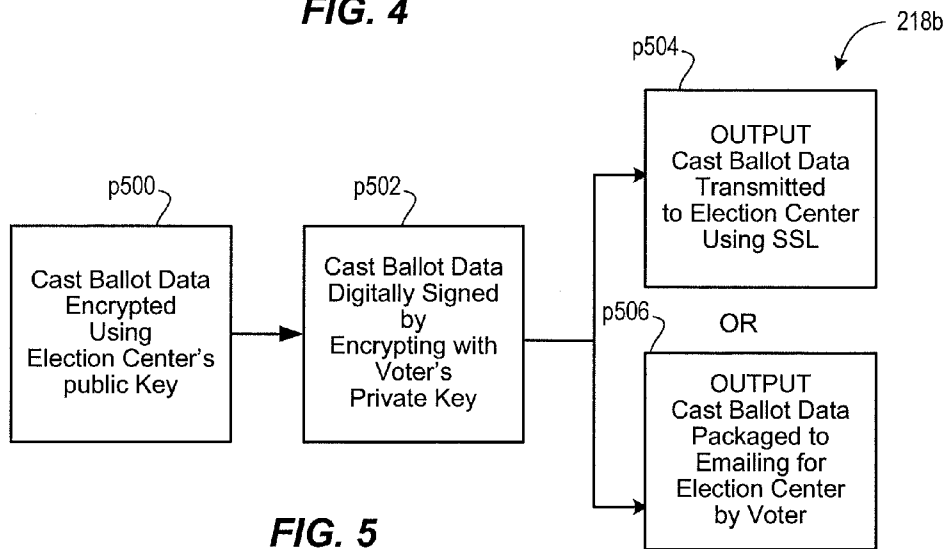 FIG. 4
218b
p504
OUTPUT
Cast Ballot Data
Transmitted
to Election Center
Using SSL
p500
Cast Ballot Data
Encrypted
Using
Election Center's
public Key
p502
Cast Ballot Data
Digitally Signed
by
Encrypting with
Voter's
Private Key
OR
p506
OUTPUT
Cast Ballot Data
Packaged to
Emailing for
Election Center
by Voter
FIG. 5